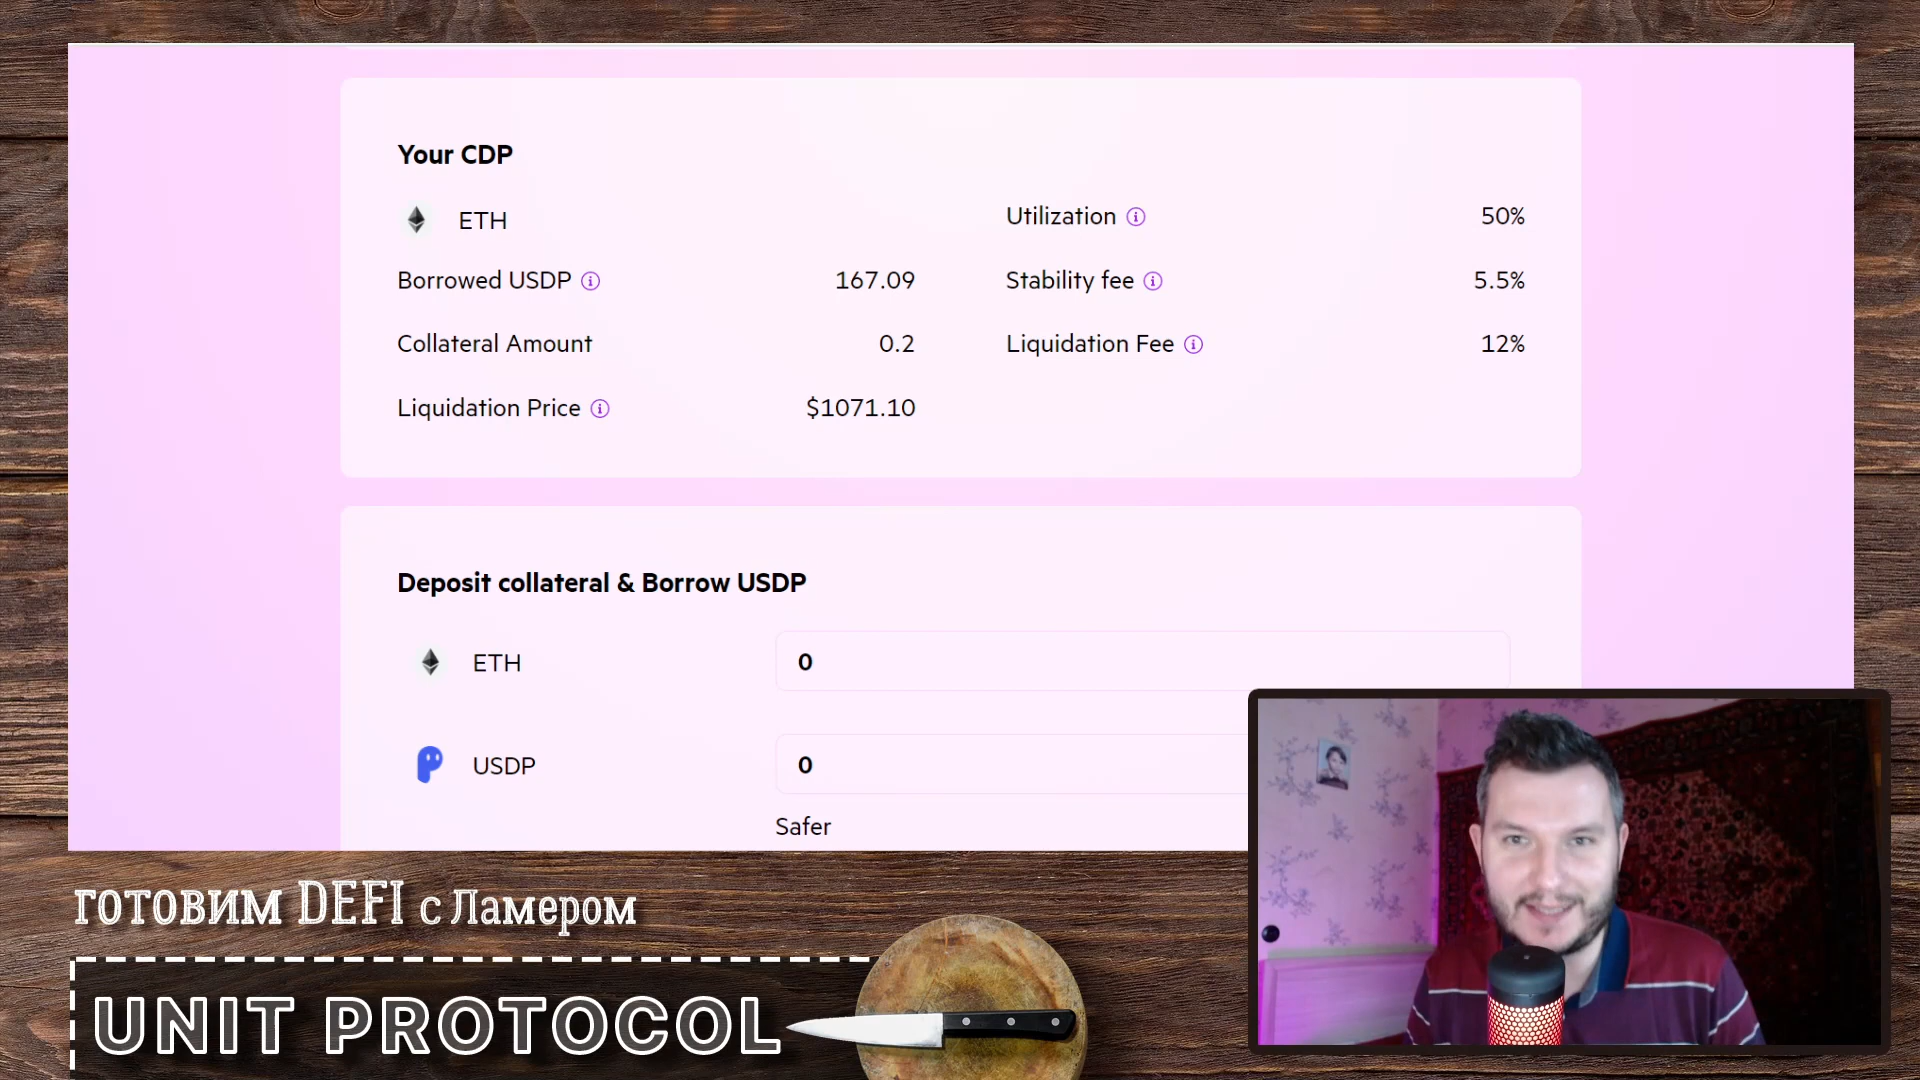 Your CDP
ETH
Utilization 50%
Borrowed USDP 167.09
Stability fee 5.5%
Collateral Amount 0.2
Liquidation Fee 12%
Liquidation Price $1071.10
Deposit collateral & Borrow USDP
ETH 0
USDP 0
Safer
готовим DEFI с Ламером
UNIT PROTOCOL